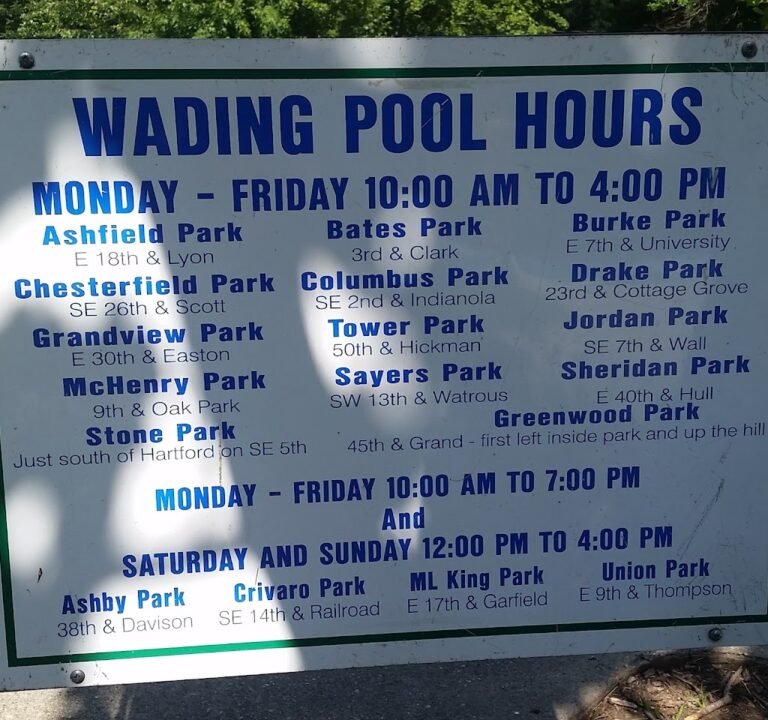 WADING POOL HOURS
MONDAY - FRIDAY 10:00 AM TO 4:00 PM
Ashfield Park Bates Park Burke Park
E 18th & Lyon 3rd & Clark E 7th & University
Chesterfield Park Columbus Park Drake Park
SE 26th & Scott SE 2nd & Indianola 23rd & Cottage Grove
Grandview Park Tower Park Jordan Park
E 30th & Easton 50th & Hickman SE 7th & Wall
McHenry Park Sayers Park Sheridan Park
9th & Oak Park SW 13th & Watrous E 40th & Hull
Stone Park Greenwood Park
Just south of Hartford on SE 5th 45th & Grand - first left inside park and up the hill
MONDAY - FRIDAY 10:00 AM TO 7:00 PM
And
SATURDAY AND SUNDAY 12:00 PM TO 4:00 PM
Ashby Park Crivaro Park ML King Park Union Park
38th & Davison SE 14th & Railroad E 17th & Garfield E 9th & Thompson